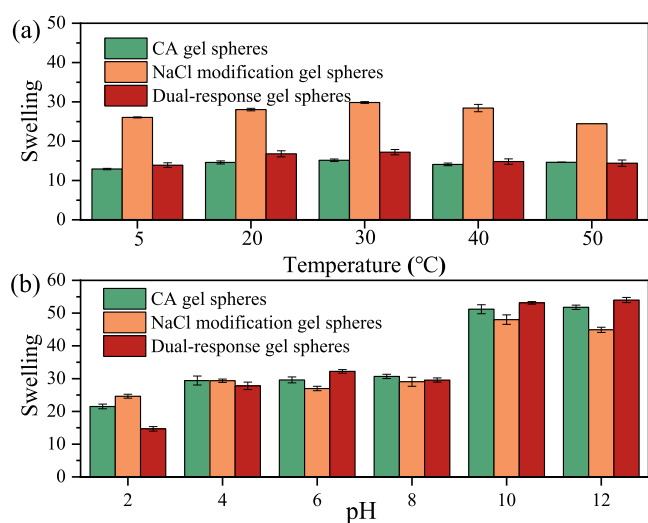 (a)
50
40
30
20
10
0
Swelling
CA gel spheres
NaCl modification gel spheres
Dual-response gel spheres
5 20 30 40 50
Temperature (°C)
(b)
60
50
40
30
20
10
0
Swelling
CA gel spheres
NaCl modification gel spheres
Dual-response gel spheres
2 4 6 8 10 12
pH